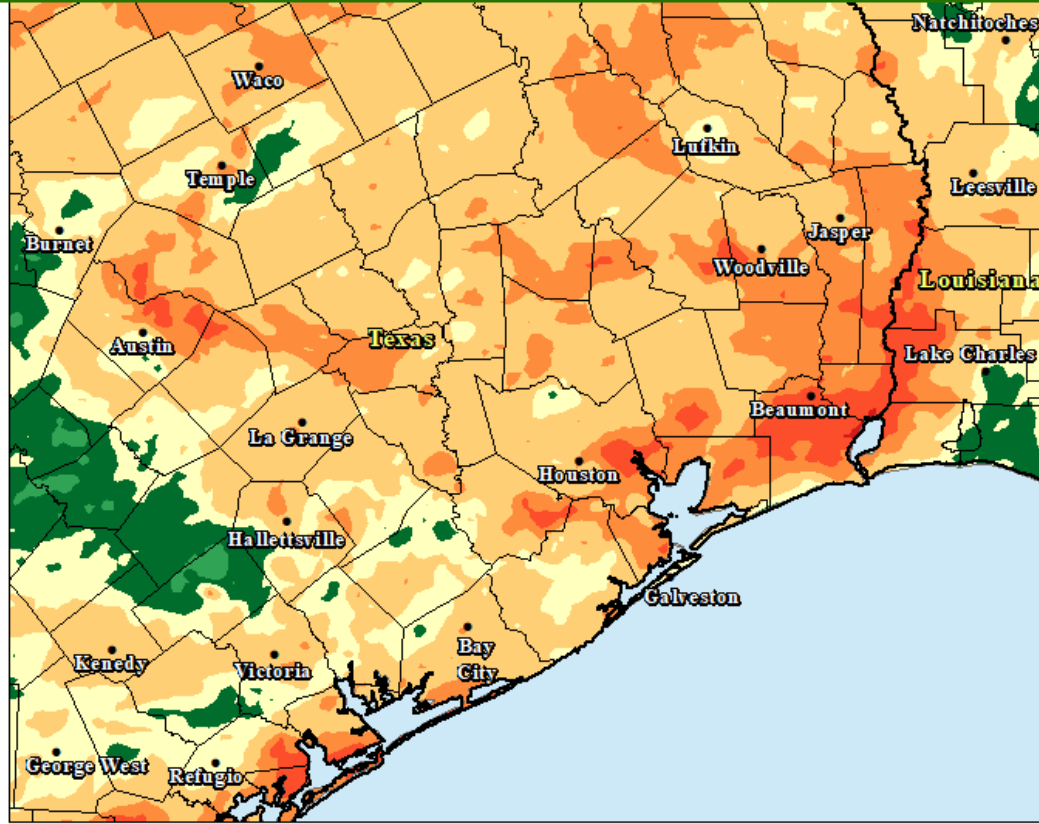 Natchitoches
Waco
Lufkin
Temple
Leesville
Jasper
Burnet
Woodville
Louisiana
Texas
Austin
Lake Charles
Beaumont
La Grange
Houston
Hallettsville
Galveston
Bay
City
Kenedy
Victoria
George West
Refugio